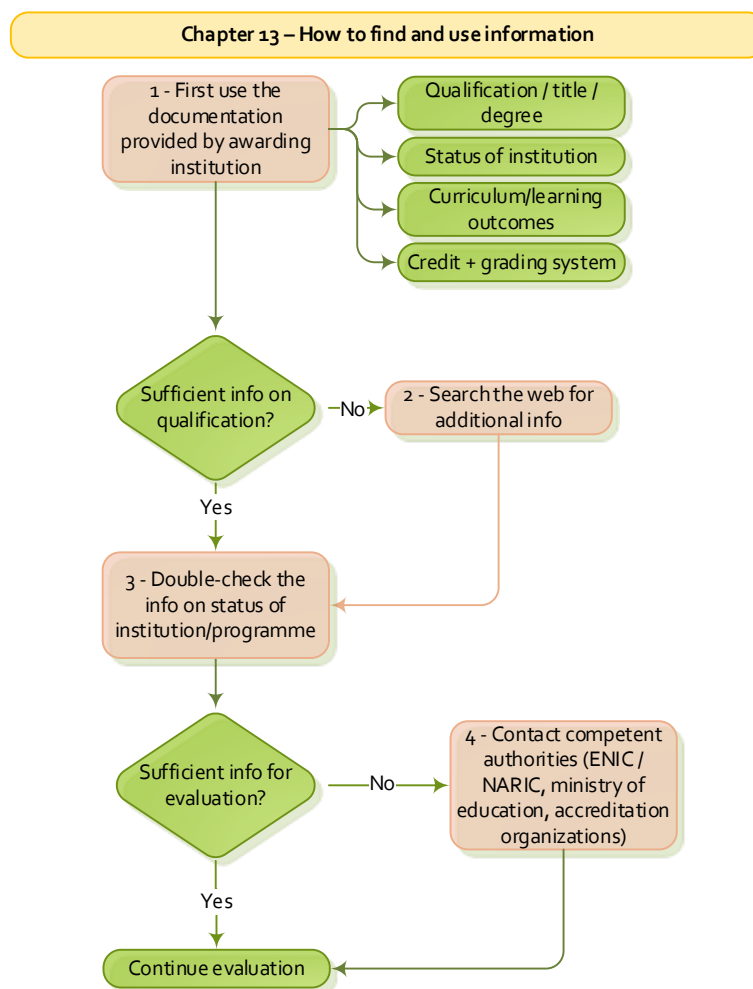 Chapter 13 – How to find and use information
1 - First use the
documentation
provided by awarding
institution
Qualification / title /
degree
Status of institution
Curriculum/learning
outcomes
Credit + grading system
Sufficient info on
qualification?
No
2 - Search the web for
additional info
Yes
3 - Double-check the
info on status of
institution/programme
Sufficient info for
evaluation?
No
4 - Contact competent
authorities (ENIC /
NARIC, ministry of
education, accreditation
organizations)
Yes
Continue evaluation